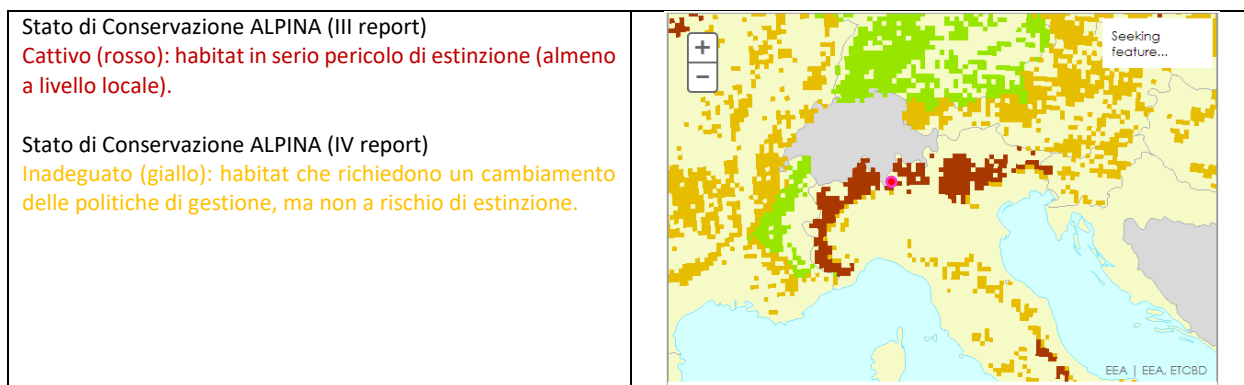 Stato di Conservazione ALPINA (III report)
Cattivo (rosso): habitat in serio pericolo di estinzione (almeno
a livello locale).
Stato di Conservazione ALPINA (IV report)
Inadeguato (giallo): habitat che richiedono un cambiamento
delle politiche di gestione, ma non a rischio di estinzione.
+
−
Seeking
feature...
EEA | EEA, ETCBD